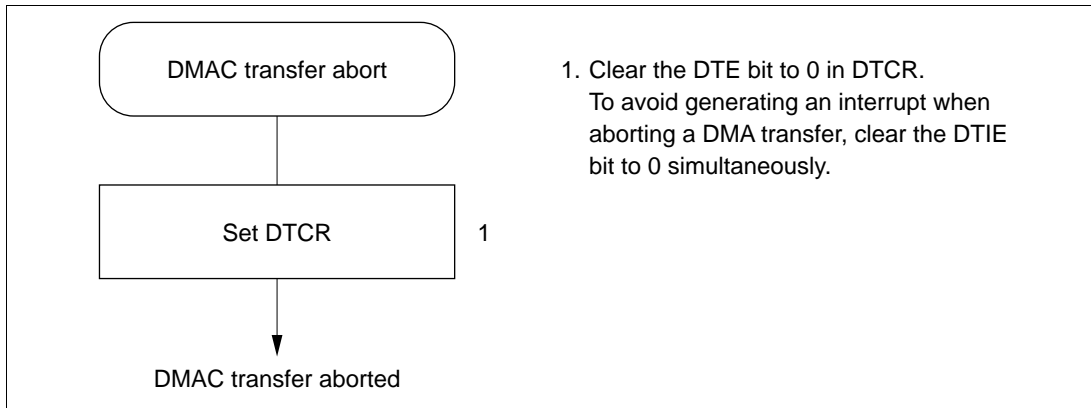 DMAC transfer abort
Set DTCR
1
DMAC transfer aborted
1. Clear the DTE bit to 0 in DTCR.
To avoid generating an interrupt when
aborting a DMA transfer, clear the DTIE
bit to 0 simultaneously.